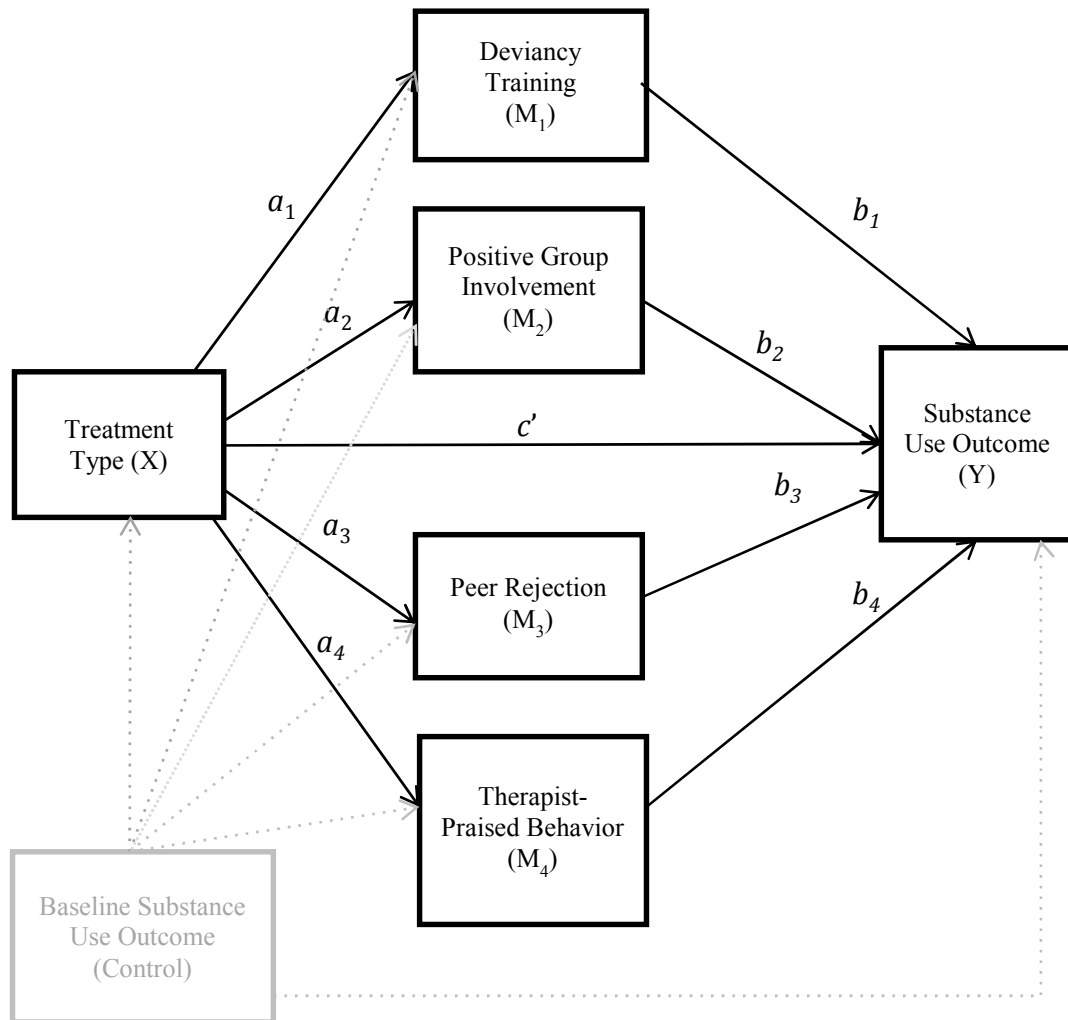 Deviancy
Training
(M₁)
a₁
b₁
Positive Group
Involvement
(M₂)
a₂
b₂
Treatment
Type (X)
c’
Substance
Use Outcome
(Y)
b₃
a₃
Peer Rejection
(M₃)
b₄
a₄
Therapist-
Praised Behavior
(M₄)
Baseline Substance
Use Outcome
(Control)